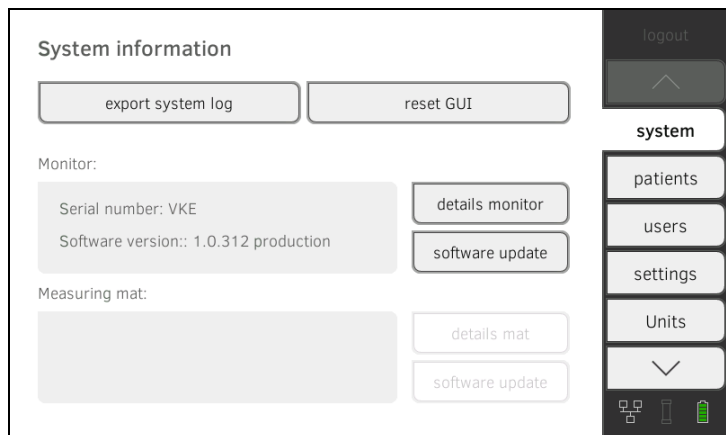 System information
export system log
reset GUI
Monitor:
Serial number: VKE
Software version:: 1.0.312 production
details monitor
software update
Measuring mat:
details mat
software update
logout
system
patients
users
settings
Units